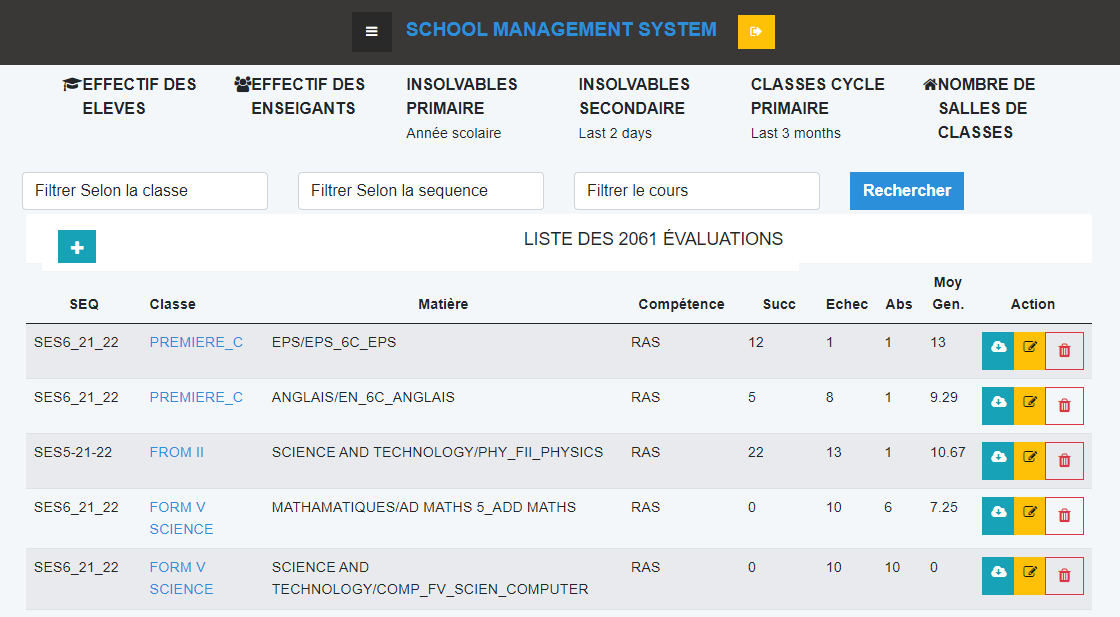 SCHOOL MANAGEMENT SYSTEM
EFFECTIF DES ELEVES
EFFECTIF DES ENSEIGANTS
INSOLVABLES PRIMAIRE
Année scolaire
INSOLVABLES SECONDAIRE
Last 2 days
CLASSES CYCLE PRIMAIRE
Last 3 months
NOMBRE DE SALLES DE CLASSES
Filtrer Selon la classe
Filtrer Selon la sequence
Filtrer le cours
Rechercher
LISTE DES 2061 ÉVALUATIONS
SEQ Classe Matière Compétence Succ Echec Abs Moy Gen. Action
SES6_21_22 PREMIERE_C EPS/EPS_6C_EPS RAS 12 1 1 13
SES6_21_22 PREMIERE_C ANGLAIS/EN_6C_ANGLAIS RAS 5 8 1 9.29
SES5-21-22 FROM II SCIENCE AND TECHNOLOGY/PHY_FII_PHYSICS RAS 22 13 1 10.67
SES6_21_22 FORM V SCIENCE MATHAMATIQUES/AD MATHS 5_ADD MATHS RAS 0 10 6 7.25
SES6_21_22 FORM V SCIENCE SCIENCE AND TECHNOLOGY/COMP_FV_SCIEN_COMPUTER RAS 0 10 10 0